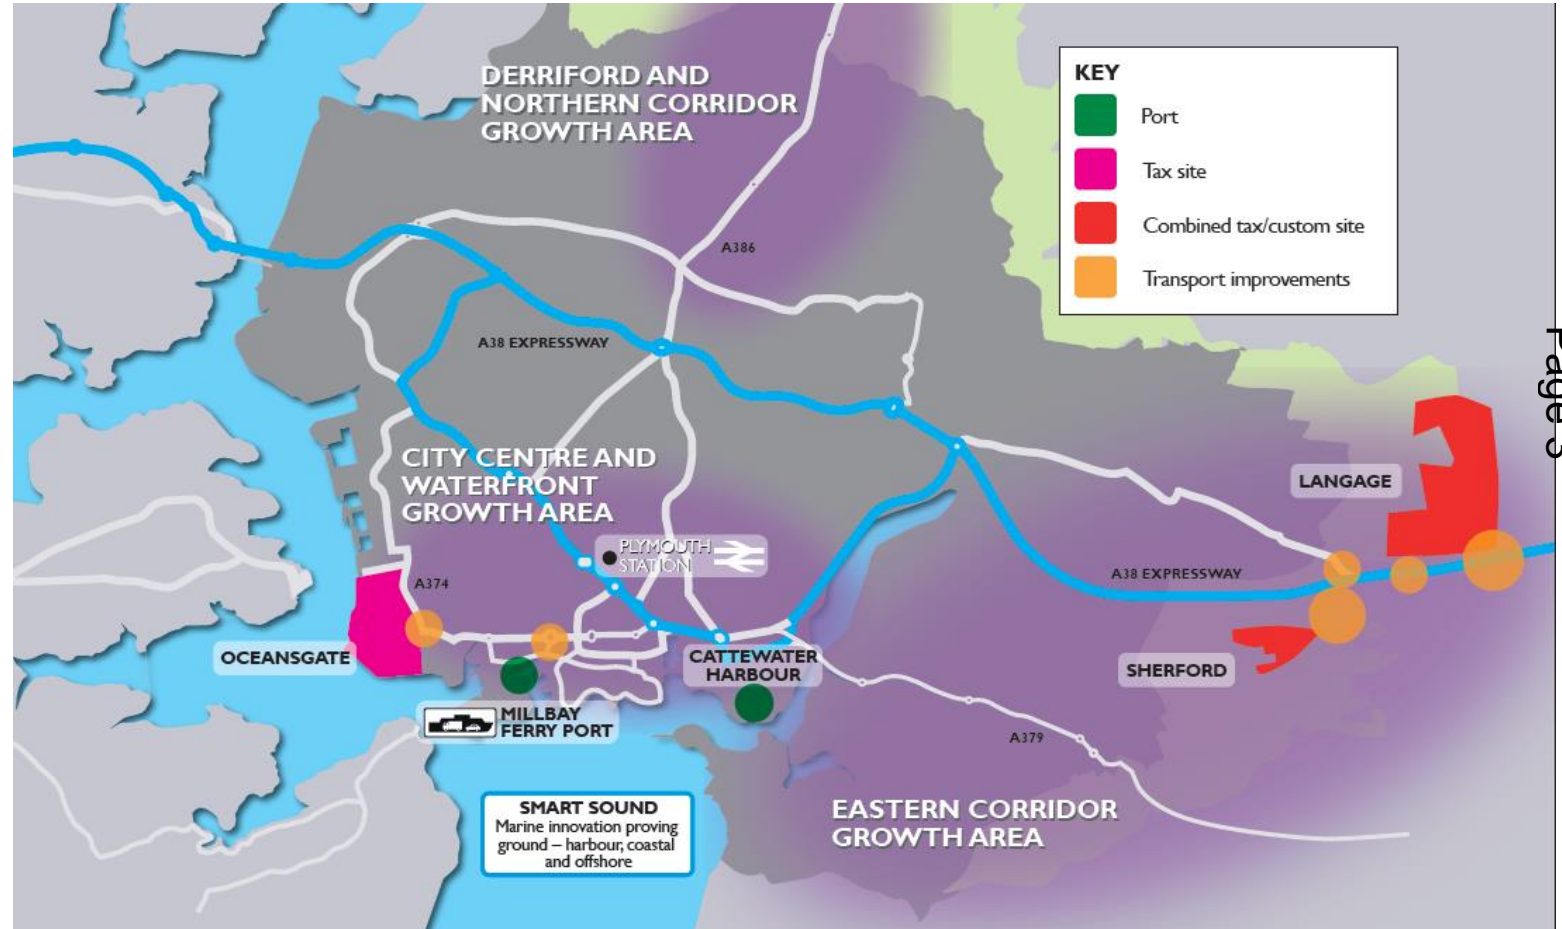 DERRIFORD AND
NORTHERN CORRIDOR
GROWTH AREA
KEY
Port
Tax site
Combined tax/custom site
Transport improvements
A386
A38 EXPRESSWAY
CITY CENTRE AND
WATERFRONT
GROWTH AREA
LANGAGE
PLYMOUTH
STATION
A374
A38 EXPRESSWAY
OCEANSGATE
CATTEWATER
HARBOUR
SHERFORD
MILLBAY
FERRY PORT
A379
SMART SOUND
Marine innovation proving
ground – harbour, coastal
and offshore
EASTERN CORRIDOR
GROWTH AREA